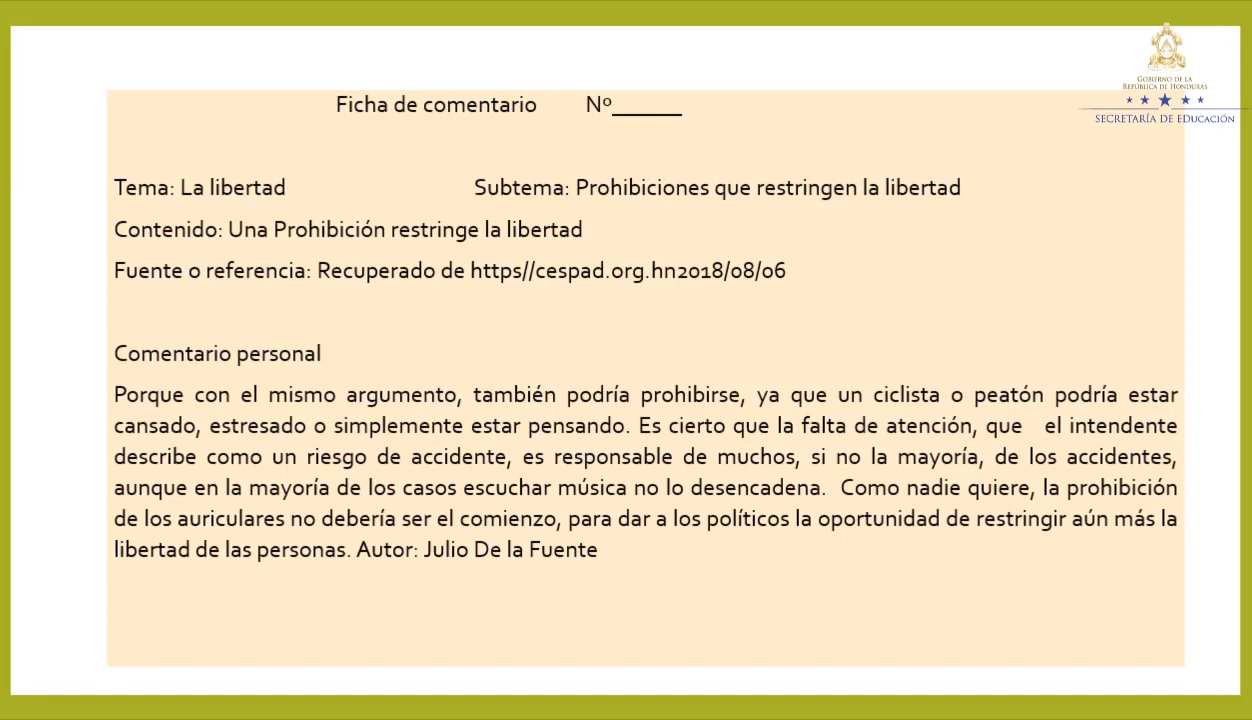 GOBIERNO DE LA
REPÚBLICA DE HONDURAS
SECRETARÍA DE EDUCACIÓN
Ficha de comentario Nº______
Tema: La libertad Subtema: Prohibiciones que restringen la libertad
Contenido: Una Prohibición restringe la libertad
Fuente o referencia: Recuperado de https//cespad.org.hn2018/08/06
Comentario personal
Porque con el mismo argumento, también podría prohibirse, ya que un ciclista o peatón podría estar
cansado, estresado o simplemente estar pensando. Es cierto que la falta de atención, que el intendente
describe como un riesgo de accidente, es responsable de muchos, si no la mayoría, de los accidentes,
aunque en la mayoría de los casos escuchar música no lo desencadena. Como nadie quiere, la prohibición
de los auriculares no debería ser el comienzo, para dar a los políticos la oportunidad de restringir aún más la
libertad de las personas. Autor: Julio De la Fuente